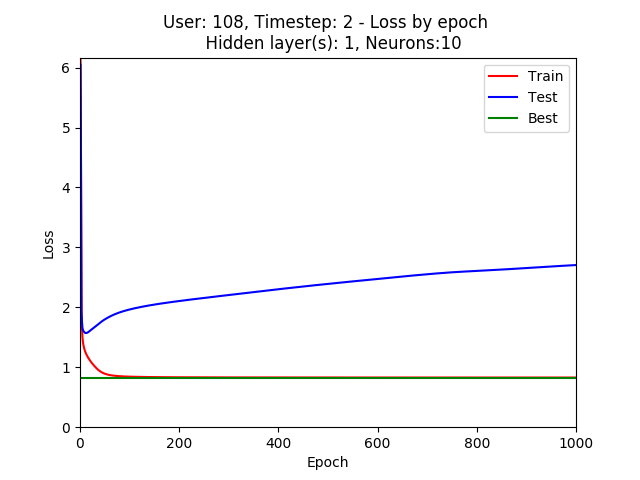 User: 108, Timestep: 2 - Loss by epoch
Hidden layer(s): 1, Neurons:10
6
5
4
3
2
1
0
Loss
Train
Test
Best
0 200 400 600 800 1000
Epoch